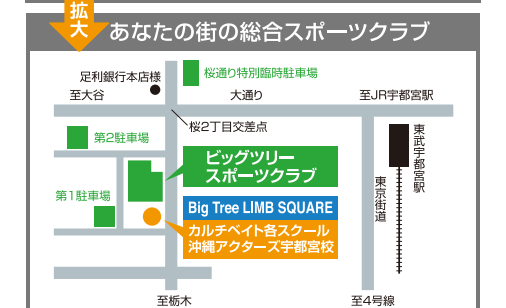 拡大
あなたの街の総合スポーツクラブ
足利銀行本店様
桜通り特別臨時駐車場
至大谷
大通り
至JR宇都宮駅
桜2丁目交差点
第2駐車場
東武宇都宮駅
ビッグツリー
スポーツクラブ
東京街道
第1駐車場
Big Tree LIMB SQUARE
カルチベイト各スクール
沖縄アクターズ宇都宮校
至栃木
至4号線